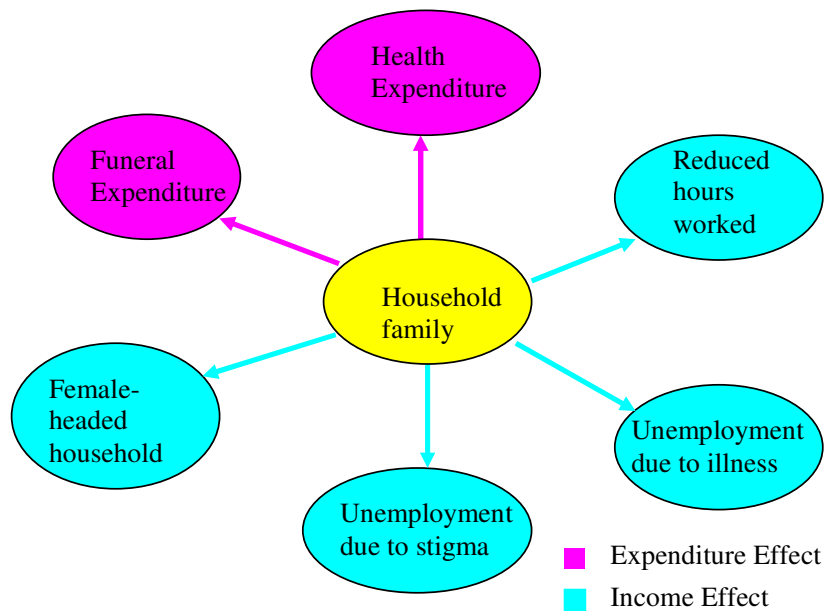 Health
Expenditure
Funeral
Expenditure
Reduced
hours
worked
Household
family
Female-
headed
household
Unemployment
due to illness
Unemployment
due to stigma
Expenditure Effect
Income Effect